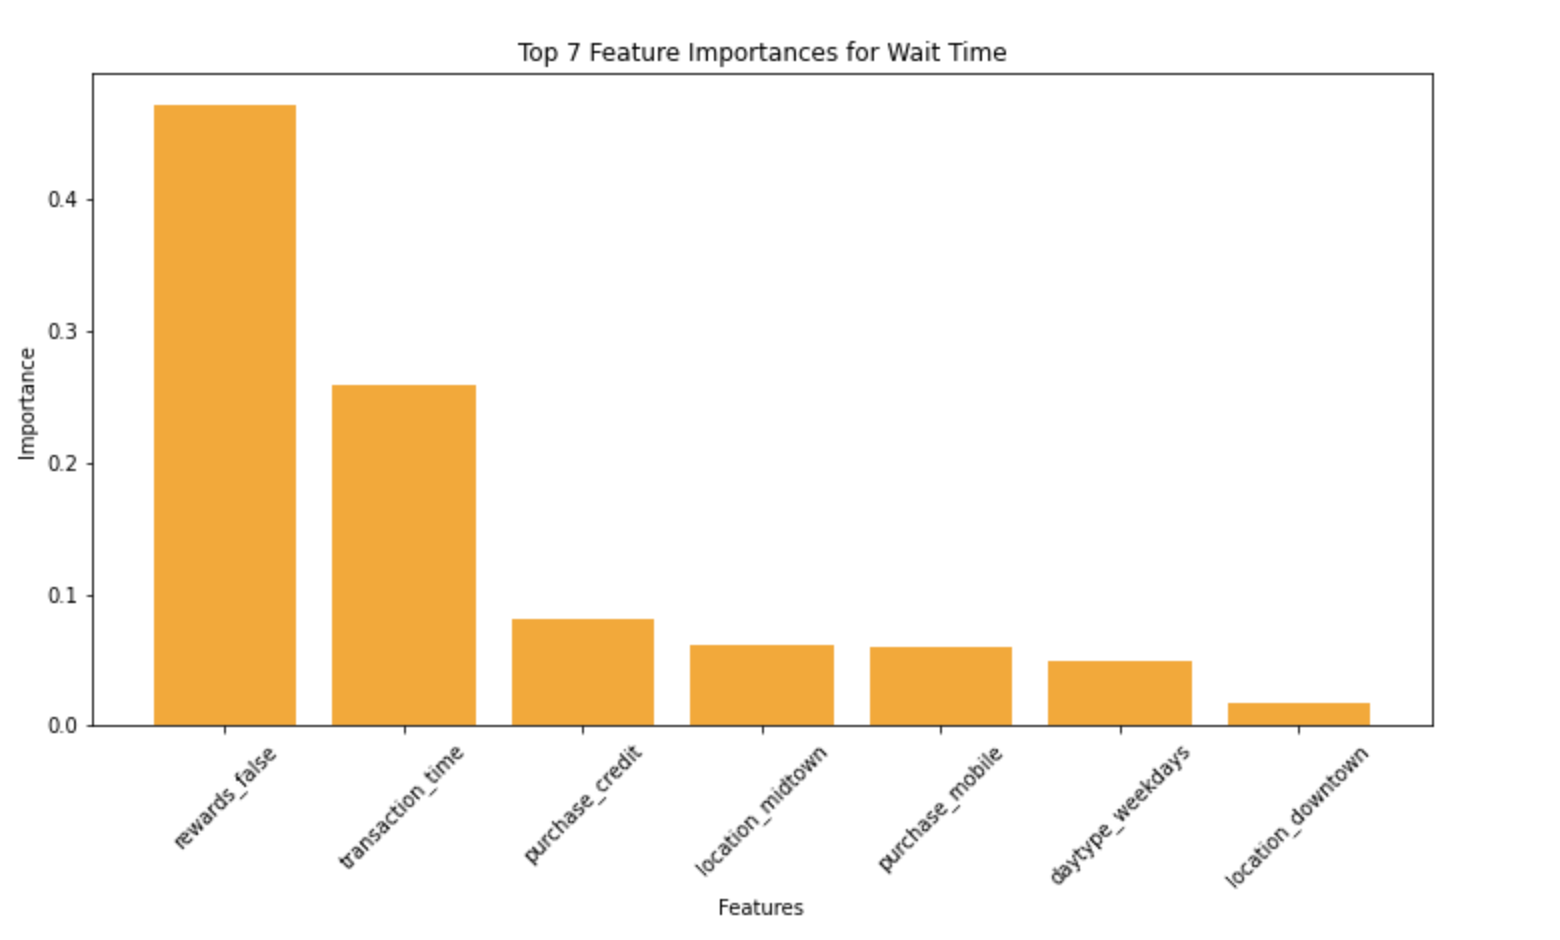 Top 7 Feature Importances for Wait Time
0.4
0.3
0.2
0.1
0.0
Importance
rewards_false
transaction_time
purchase_credit
location_midtown
purchase_mobile
daytype_weekdays
location_downtown
Features